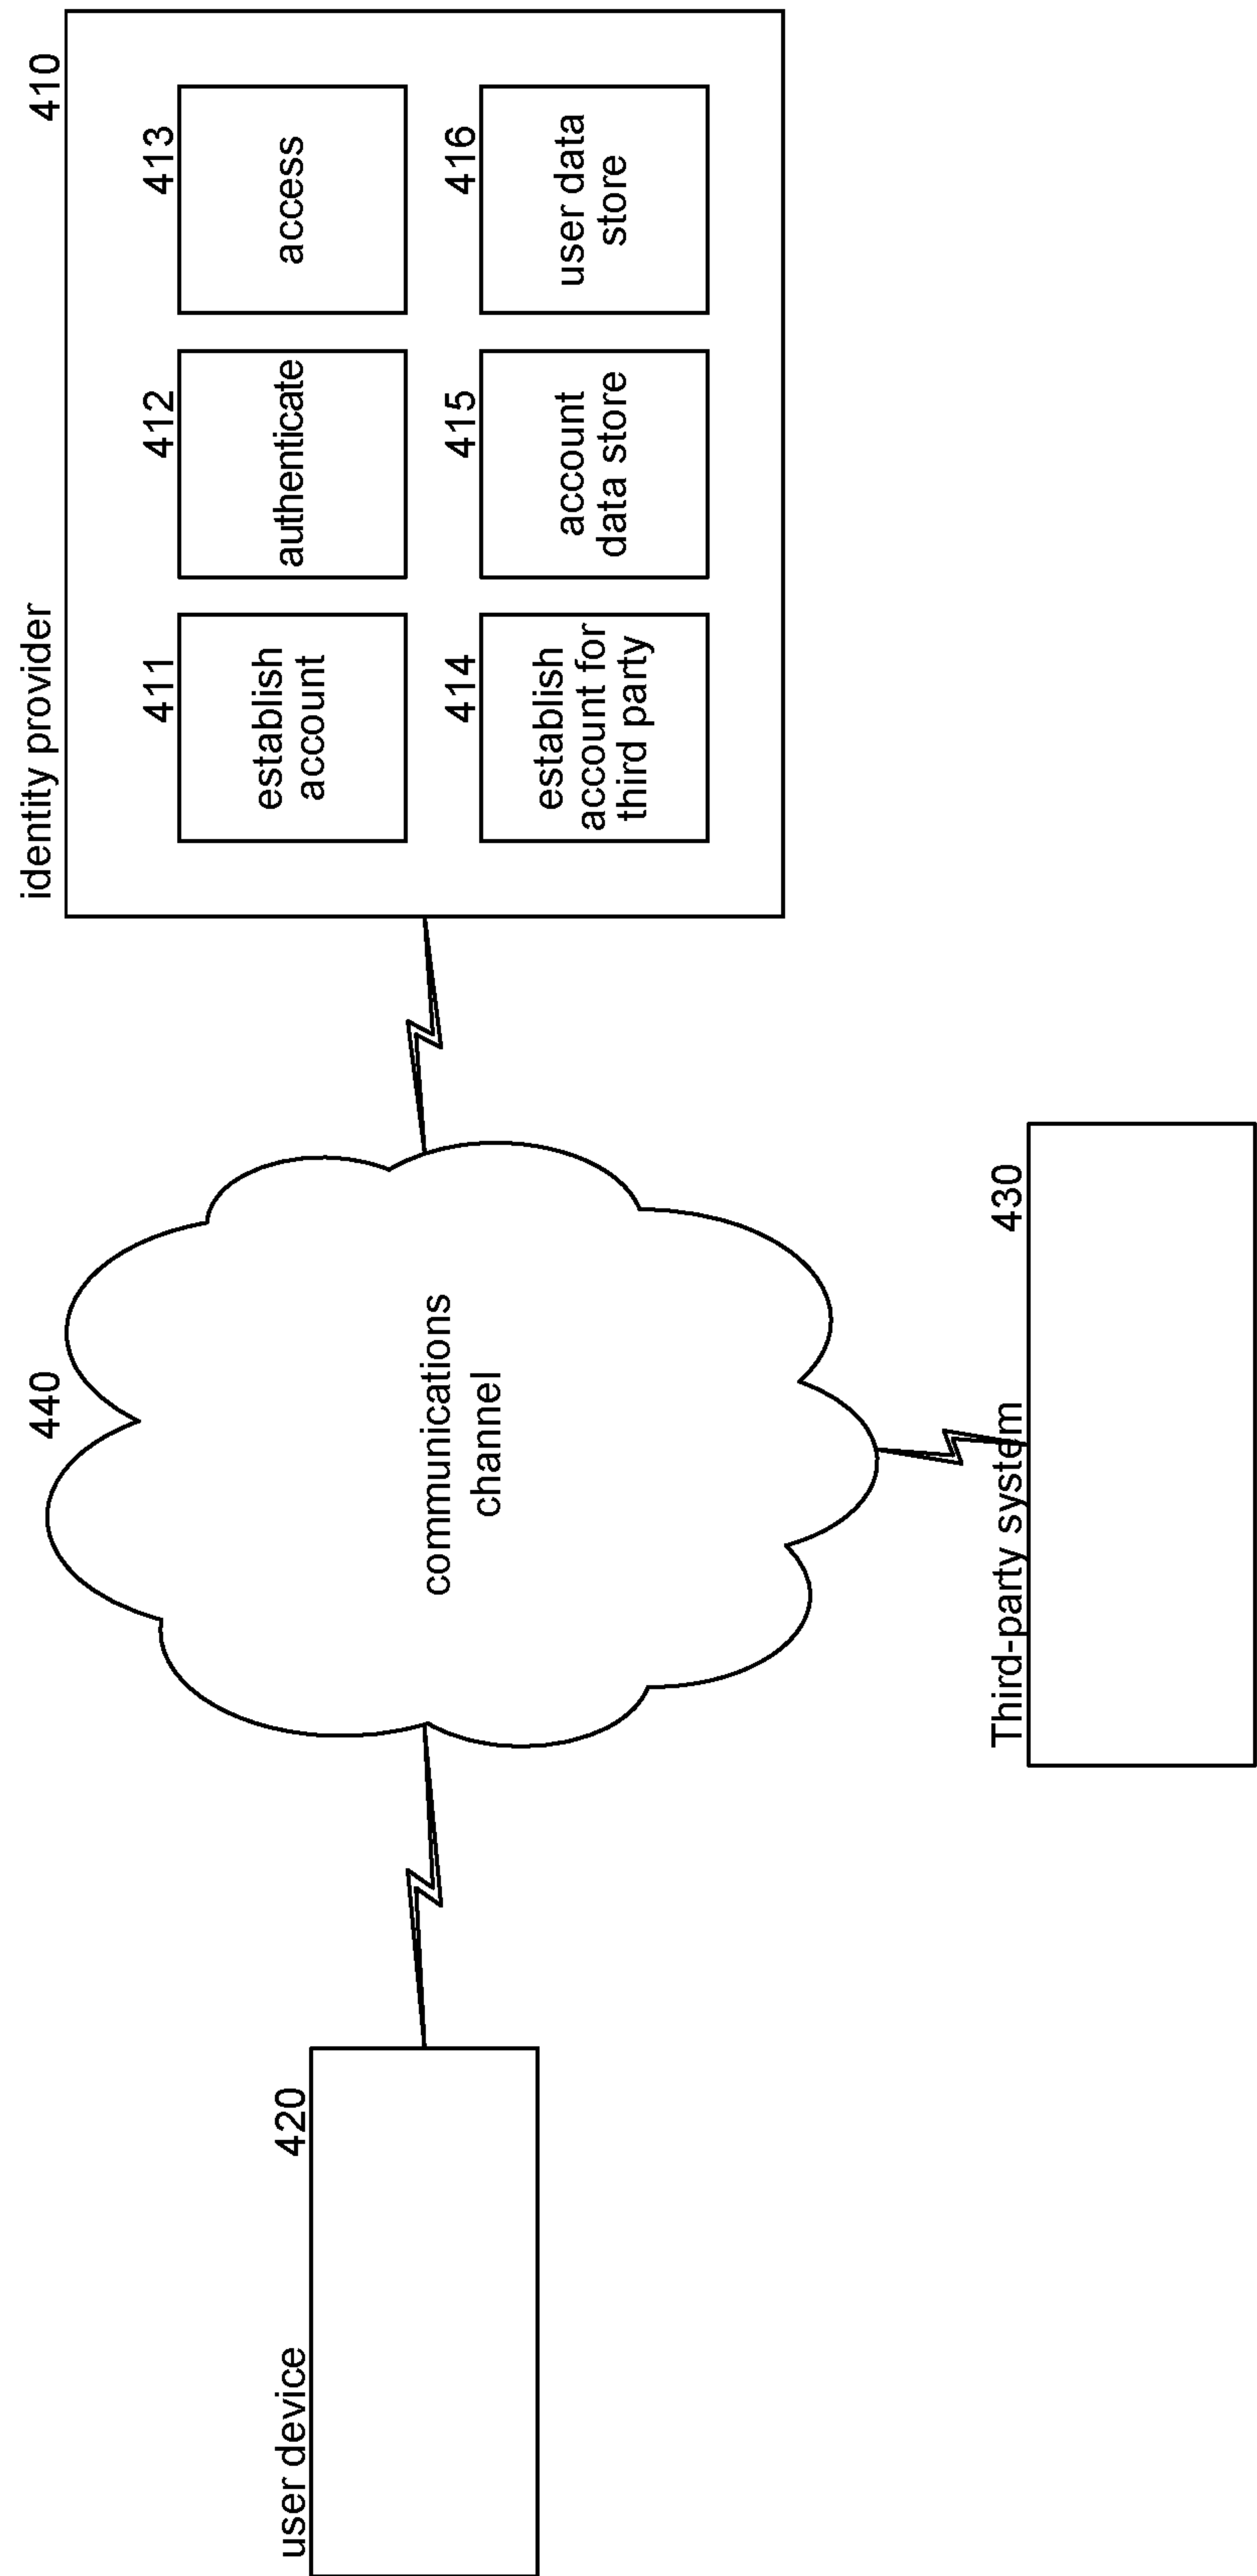 identity provider
410
411
establish
account
412
authenticate
413
access
414
establish
account for
third party
415
account
data store
416
user data
store
440
communications
channel
user device
420
Third-party system
430